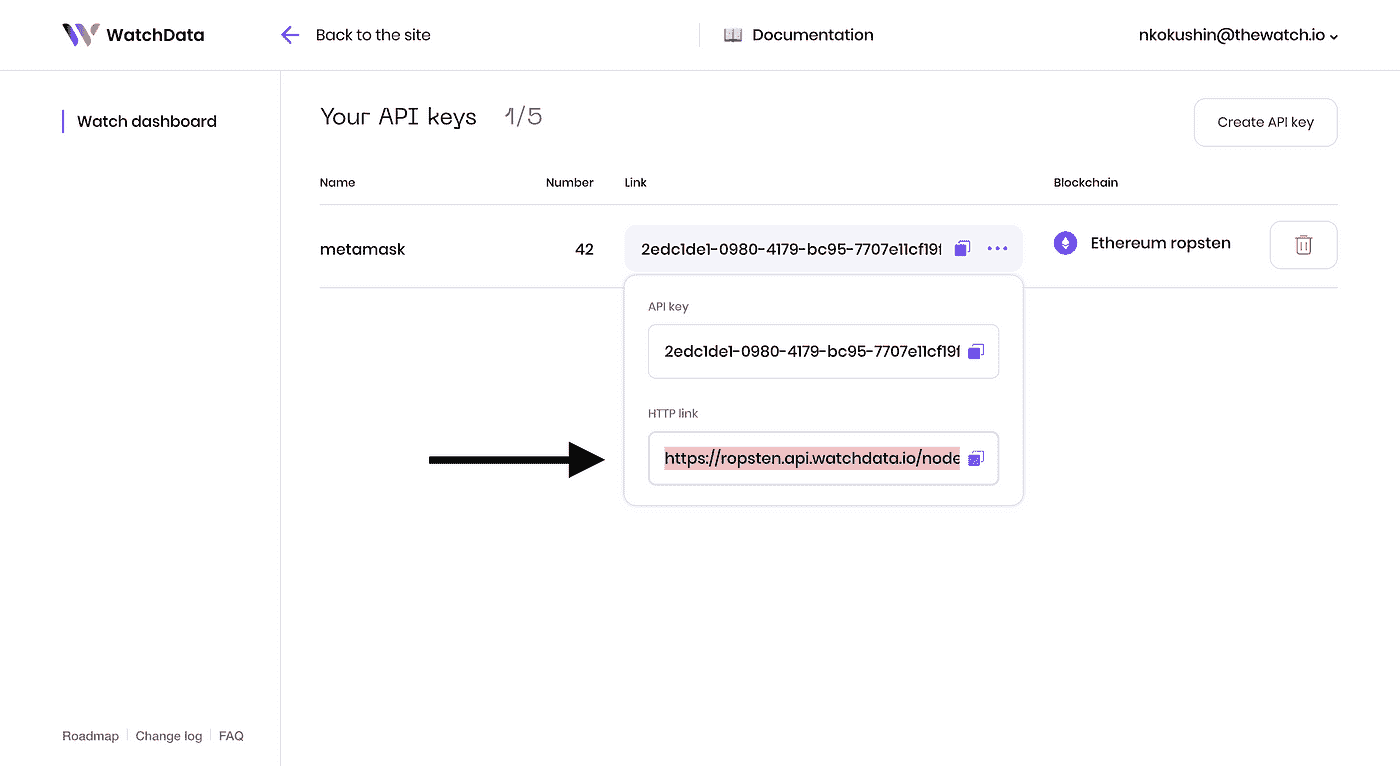 WatchData
Back to the site
Documentation
nkokushin@thewatch.io
Watch dashboard
Your API keys 1/5
Create API key
Name Number Link Blockchain
metamask 42 2edc1de1-0980-4179-bc95-7707e11cf19f Ethereum ropsten
API key
2edc1de1-0980-4179-bc95-7707e11cf19f
HTTP link
https://ropsten.api.watchdata.io/node
Roadmap Change log FAQ